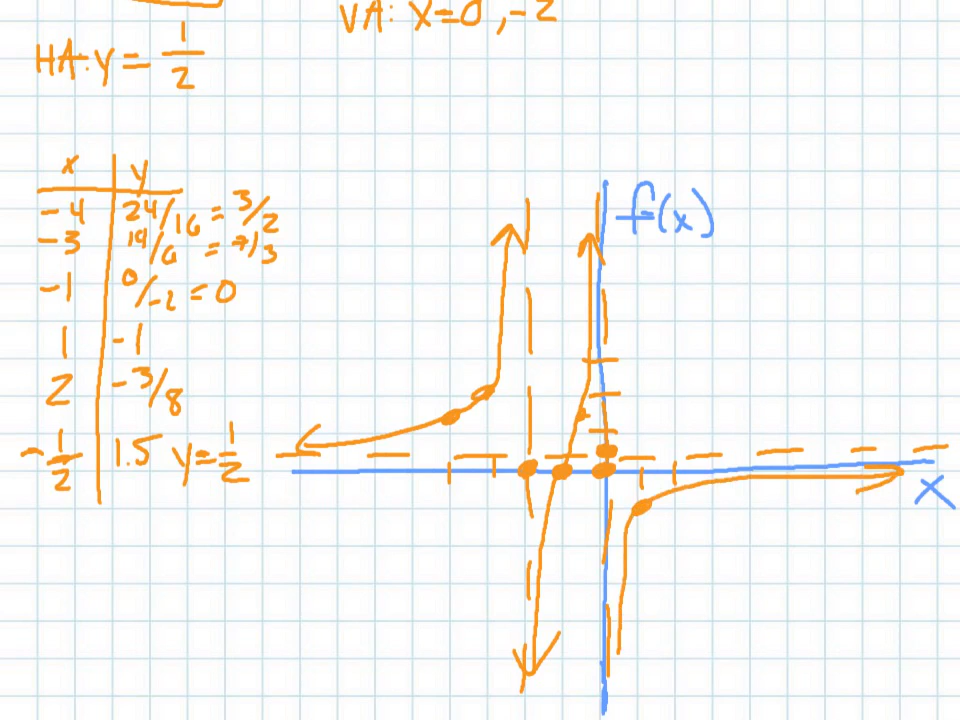 VA: X=0, -2
HA: y = 1/2
x | y
-4 | 24/16 = 3/2
-3 | 14/6 = 7/3
-1 | 0/-2 = 0
1 | -1
2 | -3/8
-1/2 | 1.5 y=1/2
f(x)
X